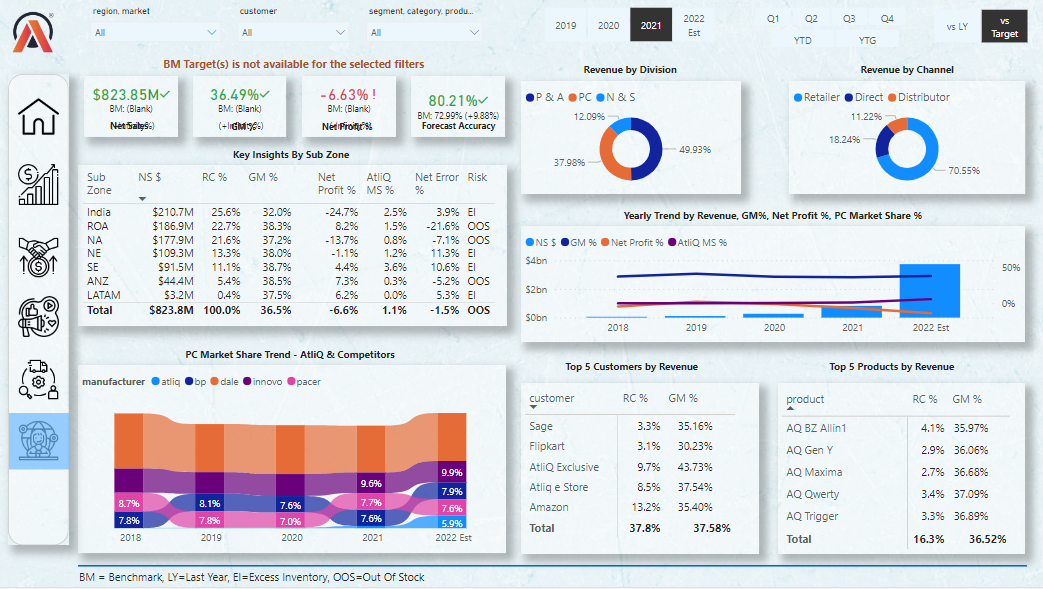 region, market
customer
segment, category, produ...
All
All
All
2019
2020
2021
2022 Est
Q1
Q2
Q3
Q4
YTD
YTG
vs LY
vs Target
BM Target(s) is not available for the selected filters
$823.85M
BM: (Blank)
Net Sales
36.49%
BM: (Blank)
GM %
-6.63% !
BM: (Blank)
Net Profit %
80.21%
BM: 72.99% (+9.88%)
Forecast Accuracy
Revenue by Division
P & A PC N & S
12.09%
37.98%
49.93%
Revenue by Channel
Retailer Direct Distributor
11.22%
18.24%
70.55%
Key Insights By Sub Zone
Sub Zone NS $ RC % GM % Net Profit % AtliQ MS % Net Error % Risk
India $210.7M 25.6% 32.0% -24.7% 2.5% 3.9% EI
ROA $186.9M 22.7% 38.3% 8.2% 1.5% -21.6% OOS
NA $177.9M 21.6% 37.2% -13.7% 0.8% -7.1% OOS
NE $109.3M 13.3% 38.0% -1.1% 1.2% 11.3% EI
SE $91.5M 11.1% 38.7% 4.4% 3.6% 10.6% EI
ANZ $44.4M 5.4% 38.5% 7.3% 0.3% -5.2% OOS
LATAM $3.2M 0.4% 37.5% 6.2% 0.0% 5.3% EI
Total $823.8M 100.0% 36.5% -6.6% 1.1% -1.5% OOS
Yearly Trend by Revenue, GM%, Net Profit %, PC Market Share %
NS $ GM % Net Profit % AtliQ MS %
$4bn
$2bn
$0bn
50%
0%
2018 2019 2020 2021 2022 Est
PC Market Share Trend - AtliQ & Competitors
manufacturer atliq bp dale innovo pacer
8.7%
7.8%
8.1%
7.8%
7.6%
7.0%
9.6%
7.7%
7.6%
9.9%
7.9%
7.6%
5.9%
2018 2019 2020 2021 2022 Est
Top 5 Customers by Revenue
customer RC % GM %
Sage 3.3% 35.16%
Flipkart 3.1% 30.23%
AtliQ Exclusive 9.7% 43.73%
Atliq e Store 8.5% 37.54%
Amazon 13.2% 35.40%
Total 37.8% 37.58%
Top 5 Products by Revenue
product RC % GM %
AQ BZ Allin1 4.1% 35.97%
AQ Gen Y 2.9% 36.06%
AQ Maxima 2.7% 36.68%
AQ Qwerty 3.4% 37.09%
AQ Trigger 3.3% 36.89%
Total 16.3% 36.52%
BM = Benchmark, LY=Last Year, EI=Excess Inventory, OOS=Out Of Stock